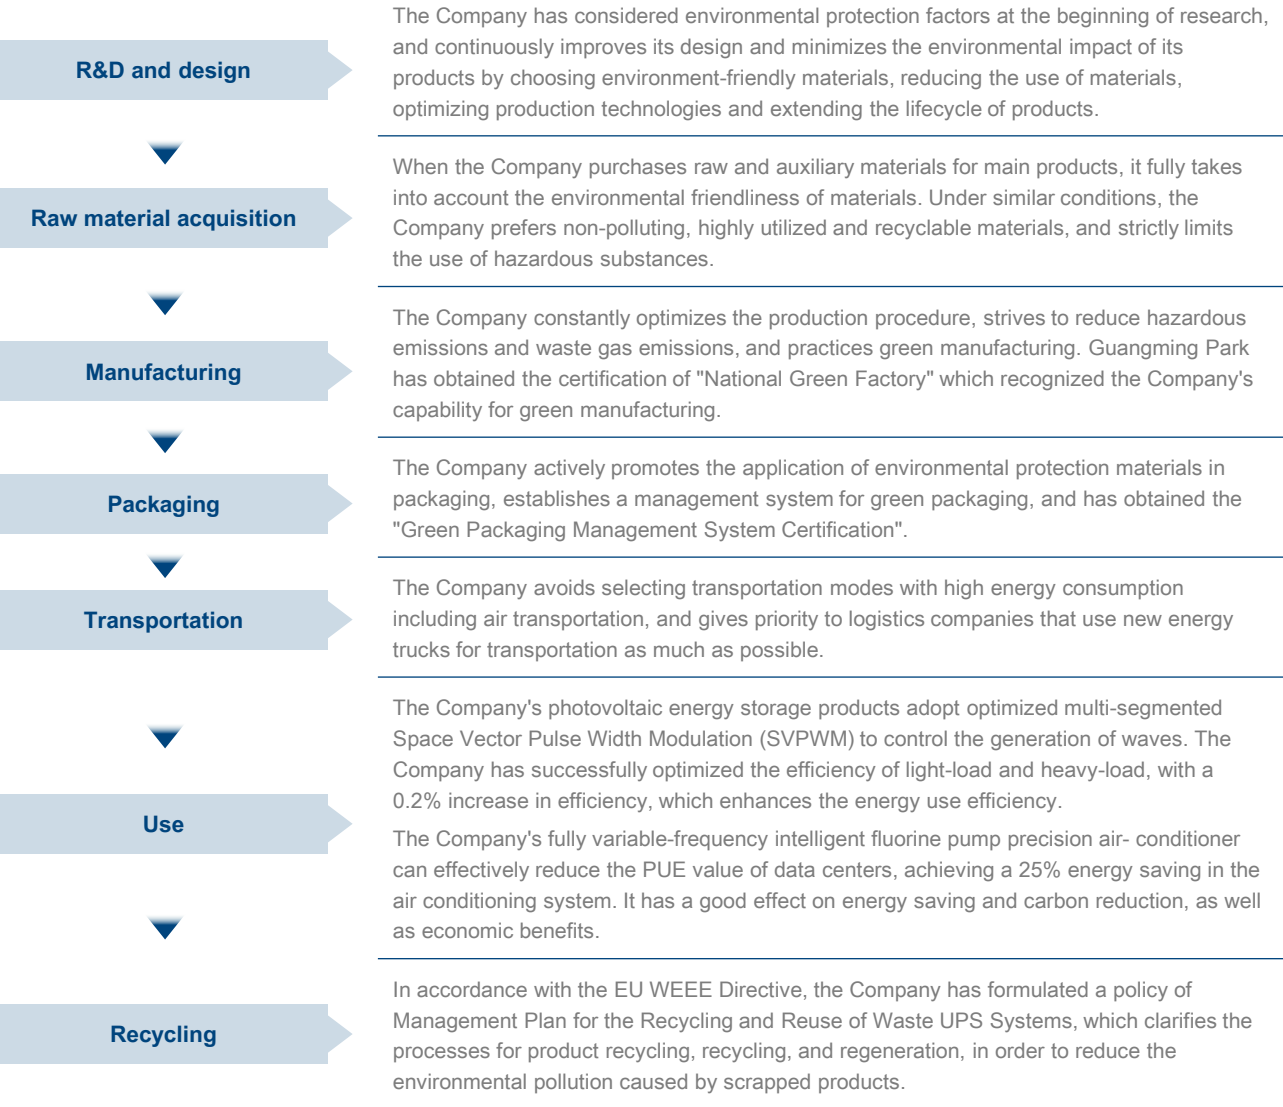 R&D and design
The Company has considered environmental protection factors at the beginning of research,
and continuously improves its design and minimizes the environmental impact of its
products by choosing environment-friendly materials, reducing the use of materials,
optimizing production technologies and extending the lifecycle of products.
Raw material acquisition
When the Company purchases raw and auxiliary materials for main products, it fully takes
into account the environmental friendliness of materials. Under similar conditions, the
Company prefers non-polluting, highly utilized and recyclable materials, and strictly limits
the use of hazardous substances.
Manufacturing
The Company constantly optimizes the production procedure, strives to reduce hazardous
emissions and waste gas emissions, and practices green manufacturing. Guangming Park
has obtained the certification of "National Green Factory" which recognized the Company's
capability for green manufacturing.
Packaging
The Company actively promotes the application of environmental protection materials in
packaging, establishes a management system for green packaging, and has obtained the
"Green Packaging Management System Certification".
Transportation
The Company avoids selecting transportation modes with high energy consumption
including air transportation, and gives priority to logistics companies that use new energy
trucks for transportation as much as possible.
Use
The Company's photovoltaic energy storage products adopt optimized multi-segmented
Space Vector Pulse Width Modulation (SVPWM) to control the generation of waves. The
Company has successfully optimized the efficiency of light-load and heavy-load, with a
0.2% increase in efficiency, which enhances the energy use efficiency.
The Company's fully variable-frequency intelligent fluorine pump precision air- conditioner
can effectively reduce the PUE value of data centers, achieving a 25% energy saving in the
air conditioning system. It has a good effect on energy saving and carbon reduction, as well
as economic benefits.
Recycling
In accordance with the EU WEEE Directive, the Company has formulated a policy of
Management Plan for the Recycling and Reuse of Waste UPS Systems, which clarifies the
processes for product recycling, recycling, and regeneration, in order to reduce the
environmental pollution caused by scrapped products.